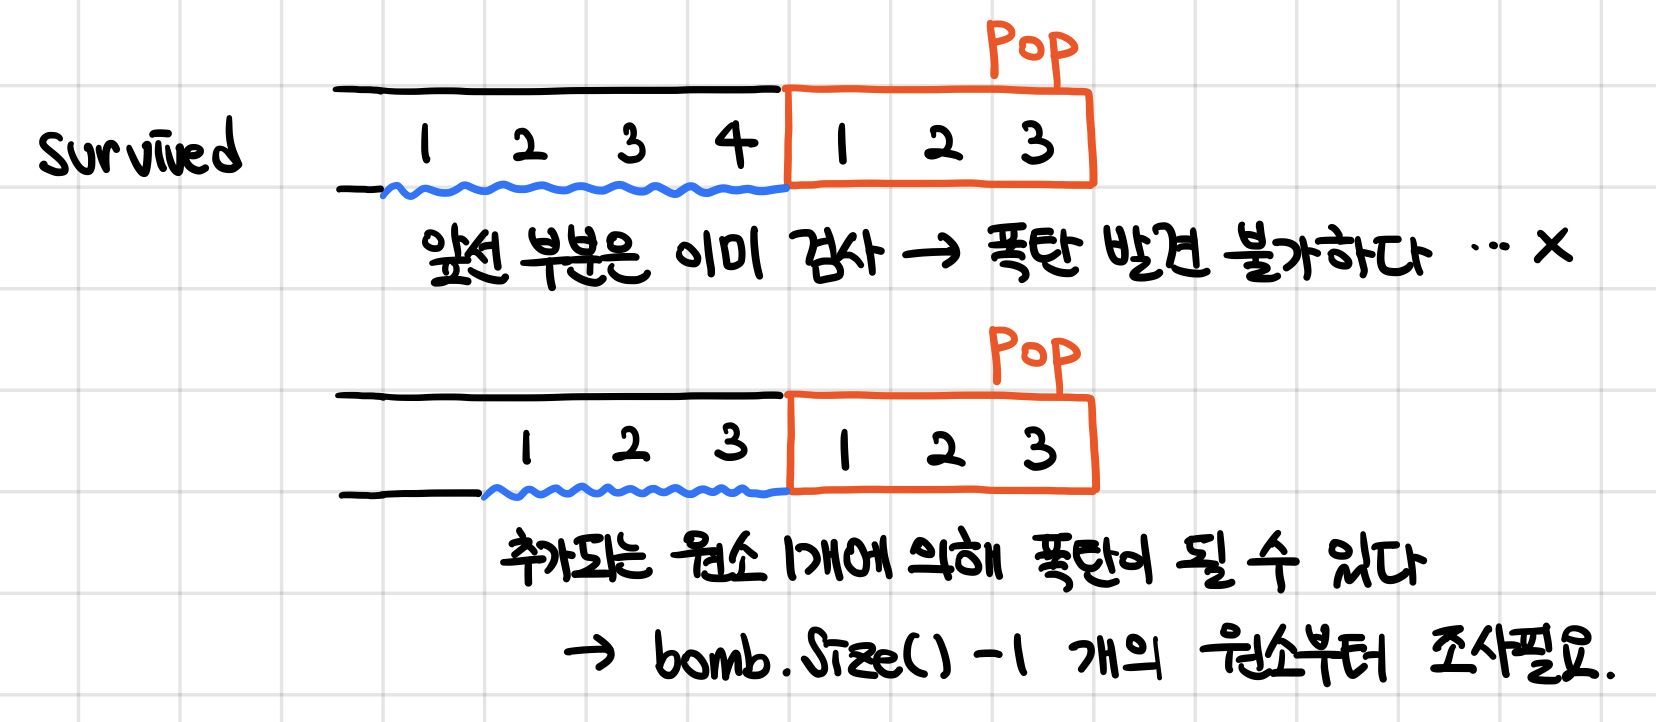 Pop
survived 1 2 3 4 1 2 3
앞선 부분은 이미 검사 → 폭탄 발견 불가하다 ... X
Pop
1 2 3 1 2 3
추가되는 원소 1개에 의해 폭탄이 될 수 있다
→ bomb.size() - 1 개의 원소부터 조사필요.